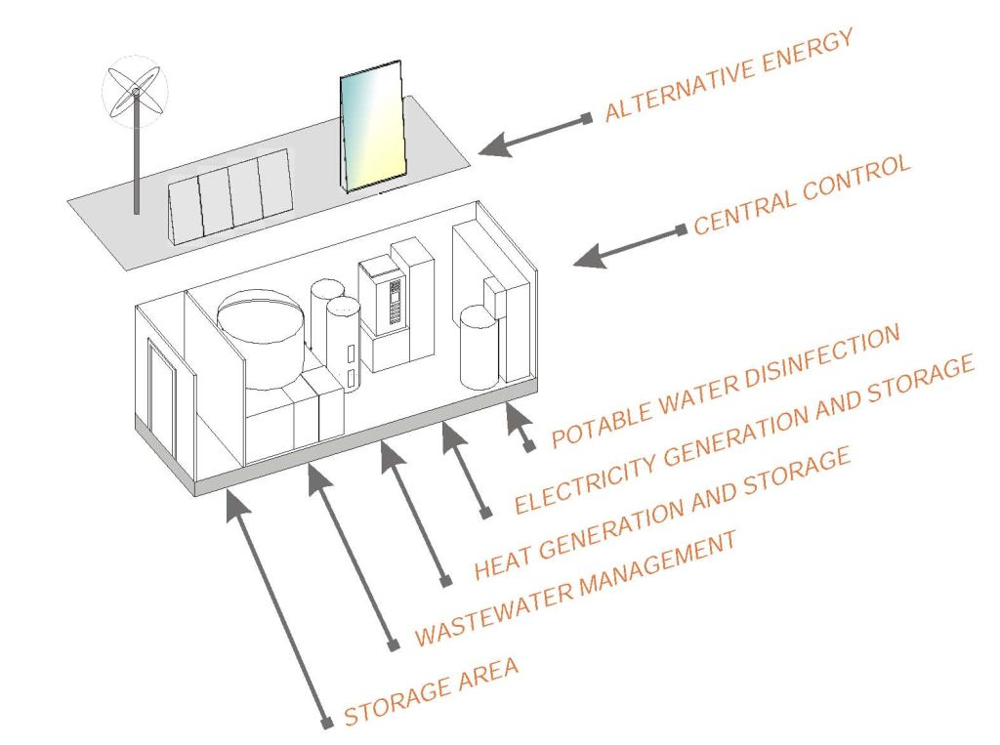 ALTERNATIVE ENERGY
CENTRAL CONTROL
POTABLE WATER DISINFECTION
ELECTRICITY GENERATION AND STORAGE
HEAT GENERATION AND STORAGE
WASTEWATER MANAGEMENT
STORAGE AREA